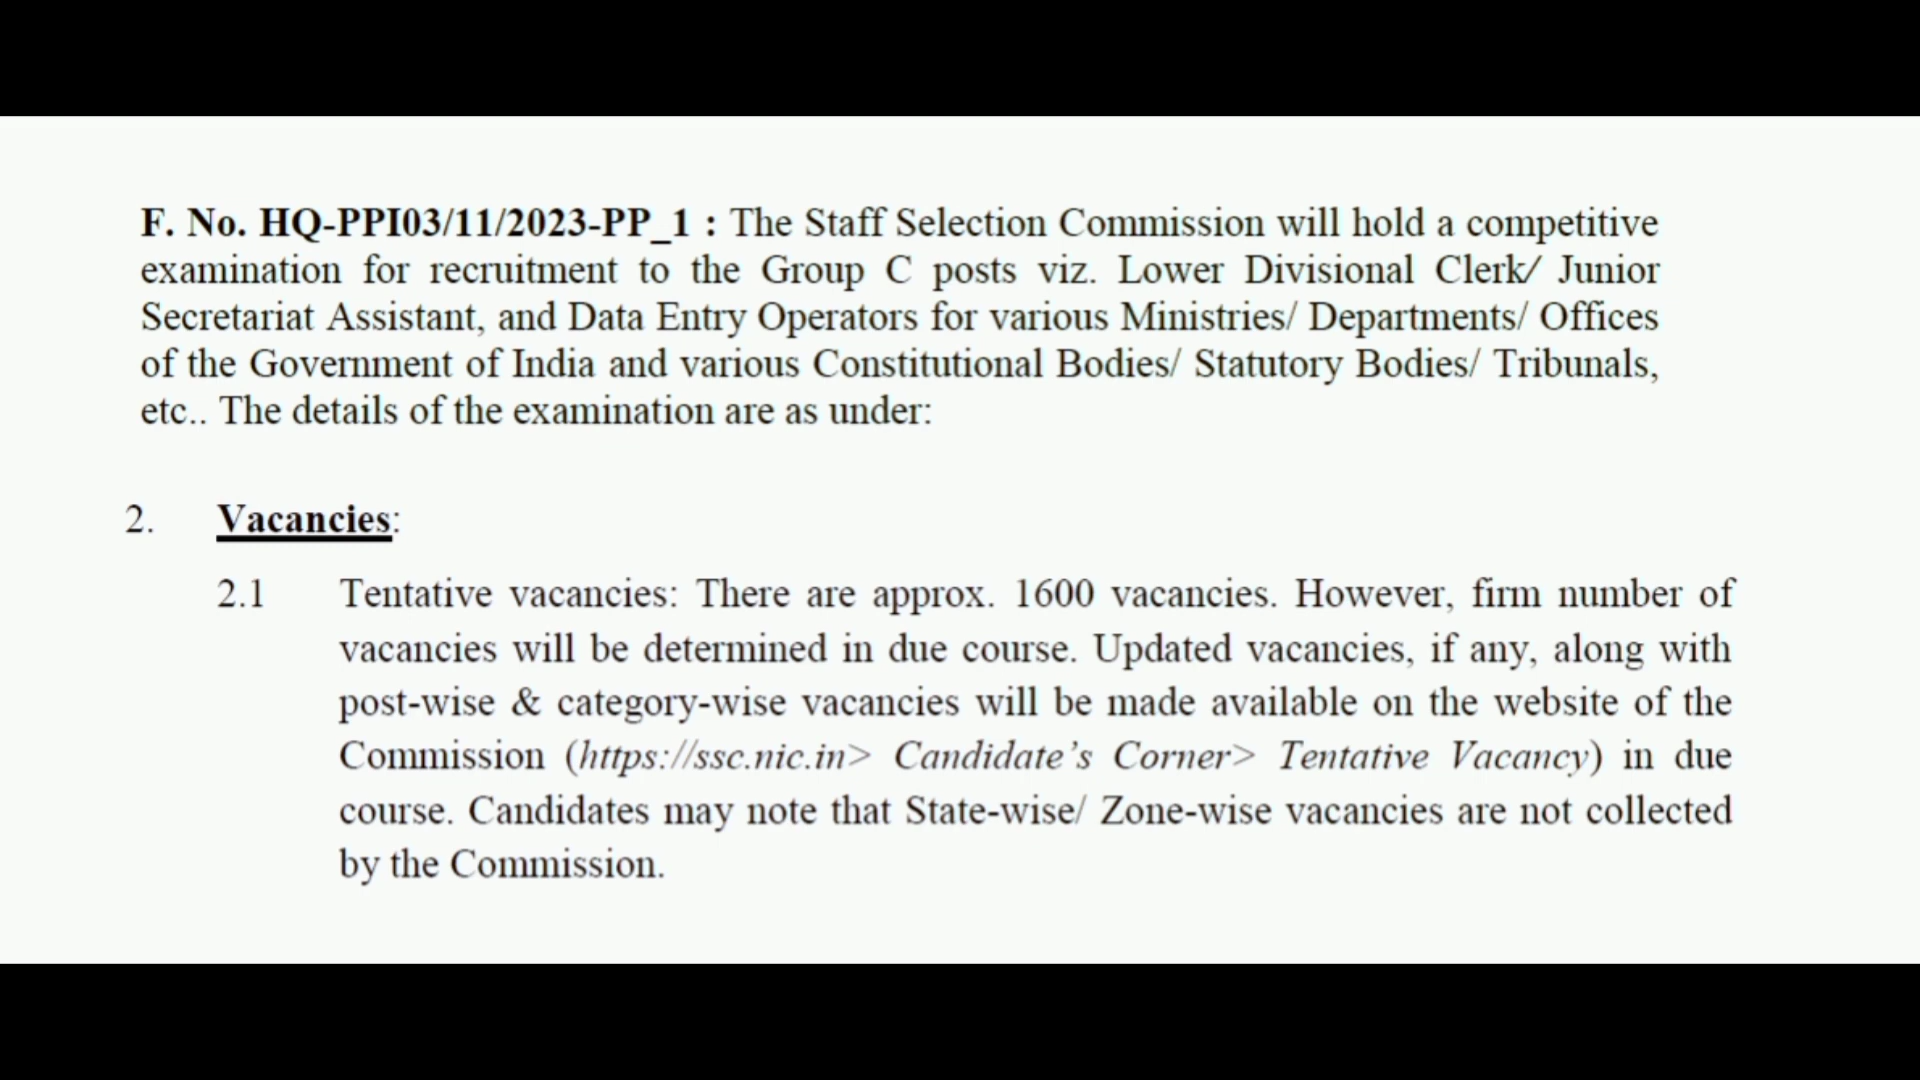 F. No. HQ-PPI03/11/2023-PP_1 : The Staff Selection Commission will hold a competitive
examination for recruitment to the Group C posts viz. Lower Divisional Clerk/ Junior
Secretariat Assistant, and Data Entry Operators for various Ministries/ Departments/ Offices
of the Government of India and various Constitutional Bodies/ Statutory Bodies/ Tribunals,
etc.. The details of the examination are as under:
2. Vacancies:
2.1 Tentative vacancies: There are approx. 1600 vacancies. However, firm number of
vacancies will be determined in due course. Updated vacancies, if any, along with
post-wise & category-wise vacancies will be made available on the website of the
Commission (https://ssc.nic.in> Candidate’s Corner> Tentative Vacancy) in due
course. Candidates may note that State-wise/ Zone-wise vacancies are not collected
by the Commission.